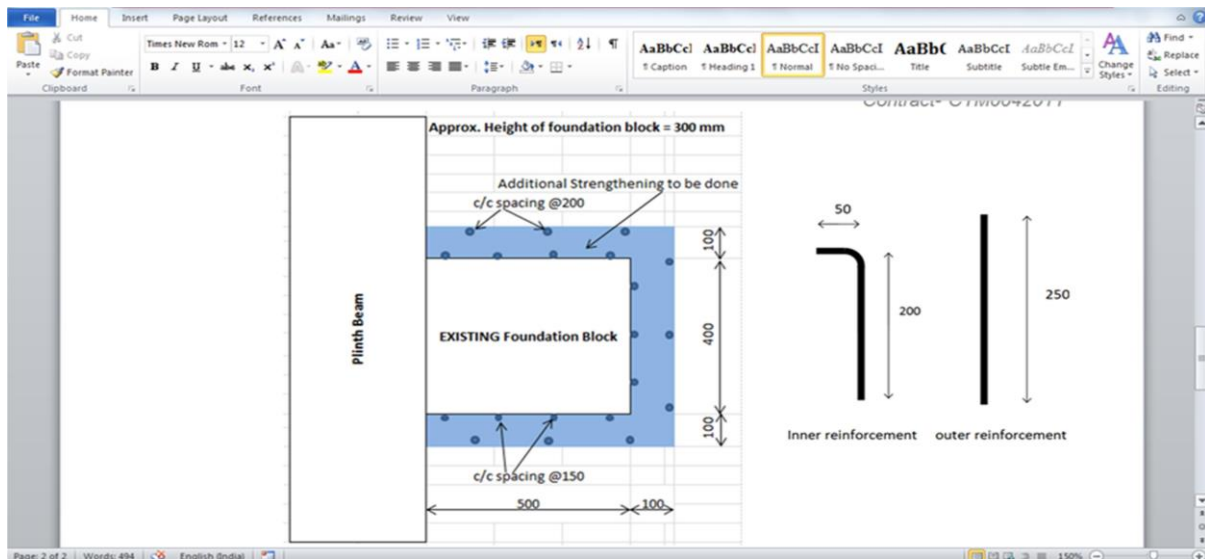 File Home Insert Page Layout References Mailings Review View
Cut
Copy
Format Painter
Paste
Clipboard
Times New Rom 12
Font
Paragraph
AaBbCcl AaBbCcl AaBbCcI AaBbCcI AaBb( AaBbCcI AaBbCcI
¶ Caption ¶ Heading 1 ¶ Normal ¶ No Spaci... Title Subtitle Subtle Em...
Change Styles
Styles
Find
Replace
Select
Editing
Approx. Height of foundation block = 300 mm
Additional Strengthening to be done
c/c spacing @200
100
400
100
Plinth Beam
EXISTING Foundation Block
c/c spacing @150
500
100
50
200
250
Inner reinforcement outer reinforcement
Page: 2 of 2 Words: 494 English (India) 150%